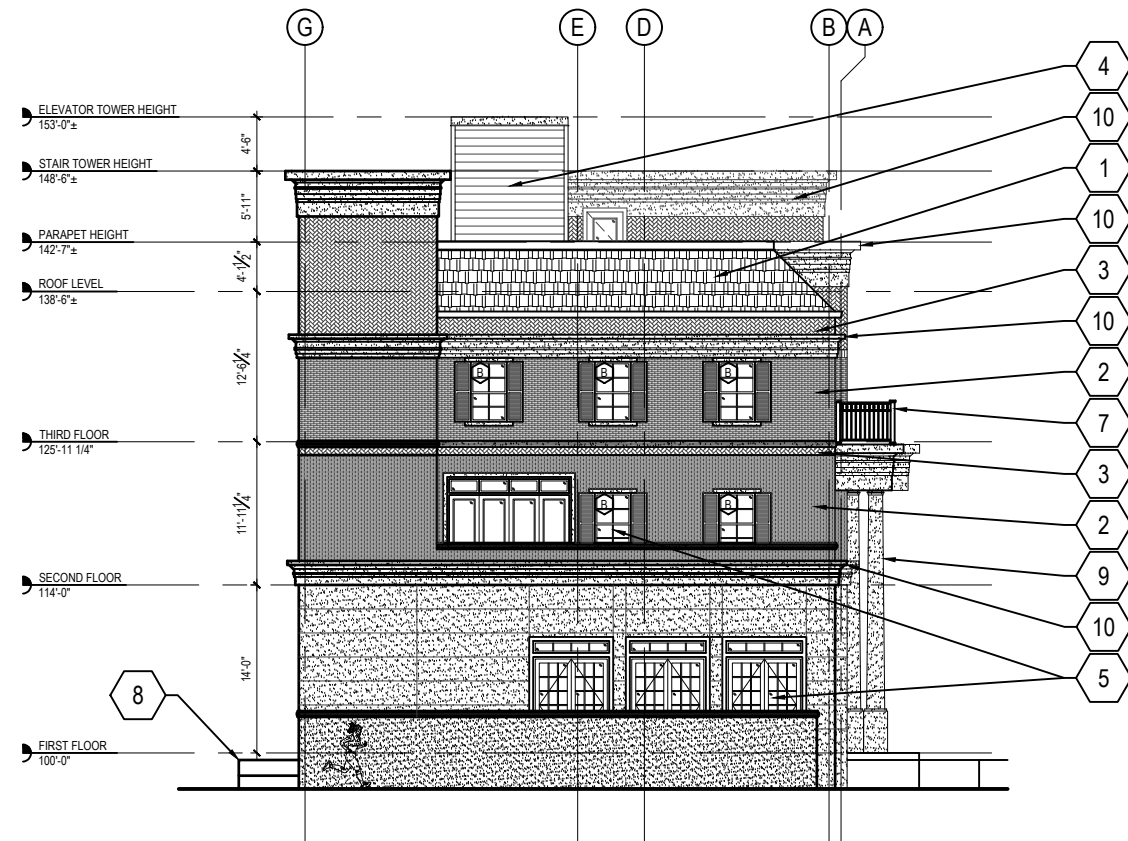 G
E
D
B
A
4
10
1
10
3
10
2
7
3
2
9
10
5
8
ELEVATOR TOWER HEIGHT
153'-0"±
4'-6"
STAIR TOWER HEIGHT
148'-6"±
5'-11"
PARAPET HEIGHT
142'-7"±
4'-1 1/2"
ROOF LEVEL
138'-6"±
12'-6 1/4"
B
B
B
THIRD FLOOR
125'-11 1/4"
11'-11 1/4"
B
B
SECOND FLOOR
114'-0"
14'-0"
FIRST FLOOR
100'-0"